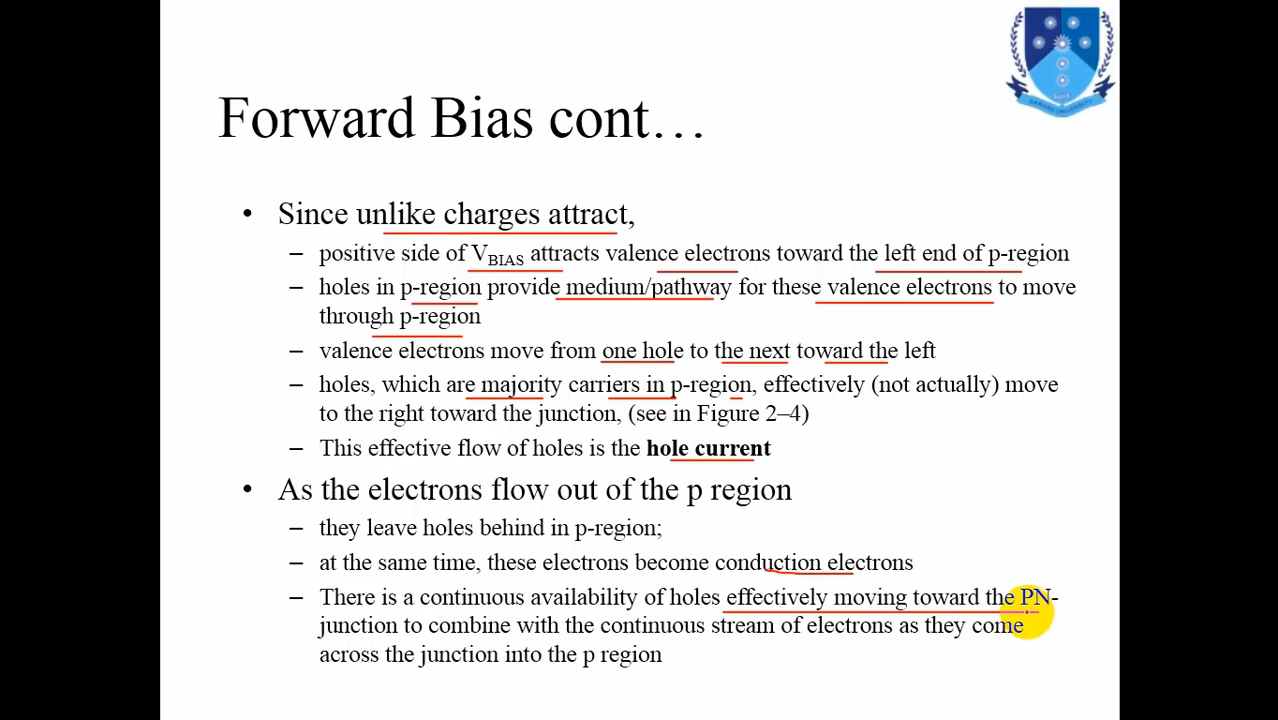 Forward Bias cont…
• Since unlike charges attract,
– positive side of VBIAS attracts valence electrons toward the left end of p-region
– holes in p-region provide medium/pathway for these valence electrons to move
through p-region
– valence electrons move from one hole to the next toward the left
– holes, which are majority carriers in p-region, effectively (not actually) move
to the right toward the junction, (see in Figure 2–4)
– This effective flow of holes is the hole current
• As the electrons flow out of the p region
– they leave holes behind in p-region;
– at the same time, these electrons become conduction electrons
– There is a continuous availability of holes effectively moving toward the PN-
junction to combine with the continuous stream of electrons as they come
across the junction into the p region